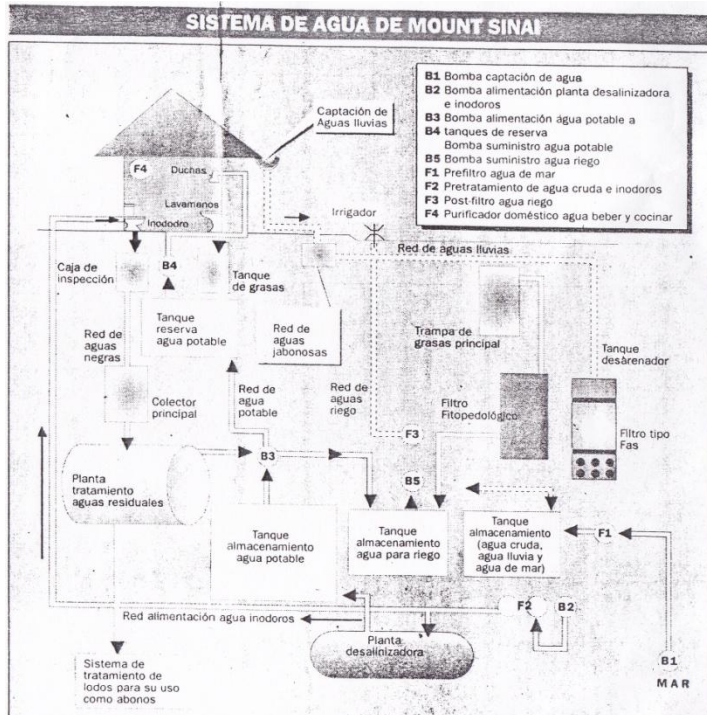 SISTEMA DE AGUA DE MOUNT SINAI
B1 Bomba captación de agua
B2 Bomba alimentación planta desalinizadora
e inodoros
B3 Bomba alimentación água potable a
B4 tanques de reserva
Bomba suministro agua potable
B5 Bomba suministro agua riego
F1 Prefiltro agua de mar
F2 Pretratamiento de agua cruda e inodoros
F3 Post-filtro agua riego
F4 Purificador doméstico agua beber y cocinar
Captación de
Aguas lluvias
F4
Duchas
Lavamanos
Inododro
Irrigador
Red de aguas lluvias
Caja de
inspección
B4
Tanque
de grasas
Tanque
reserva
agua potable
Red de
aguas
jabonosas
Trampa de
grasas principal
Tanque
desarenador
Red de
aguas
negras
Colector
principal
Red de
agua
potable
Red de
aguas
riego
Filtro
Fitopedológico
Filtro tipo
Fas
F3
B3
B5
Planta
tratamiento
aguas residuales
Tanque
almacenamiento
agua potable
Tanque
almacenamiento
agua para riego
Tanque
almacenamiento
(agua cruda,
agua lluvia y
agua de mar)
F1
F2
B2
Red alimentación agua inodoros
Planta
desalinizadora
B1
MAR
Sistema de
tratamiento de
lodos para su uso
como abonos